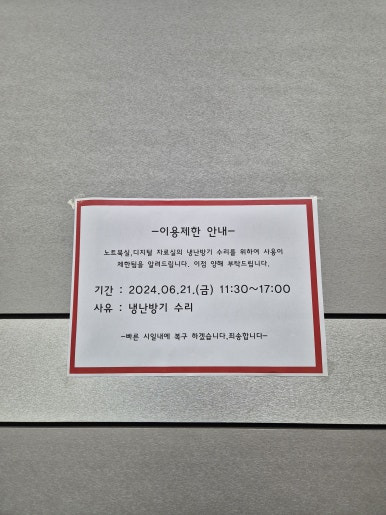 -이용제한 안내-
노트북실,디지털 자료실의 냉난방기 수리를 위하여 사용이
제한됨을 알려드립니다. 이점 양해 부탁드립니다.
기간 : 2024.06.21.(금) 11:30~17:00
사유 : 냉난방기 수리
-빠른 시일내에 복구 하겠습니다.죄송합니다-